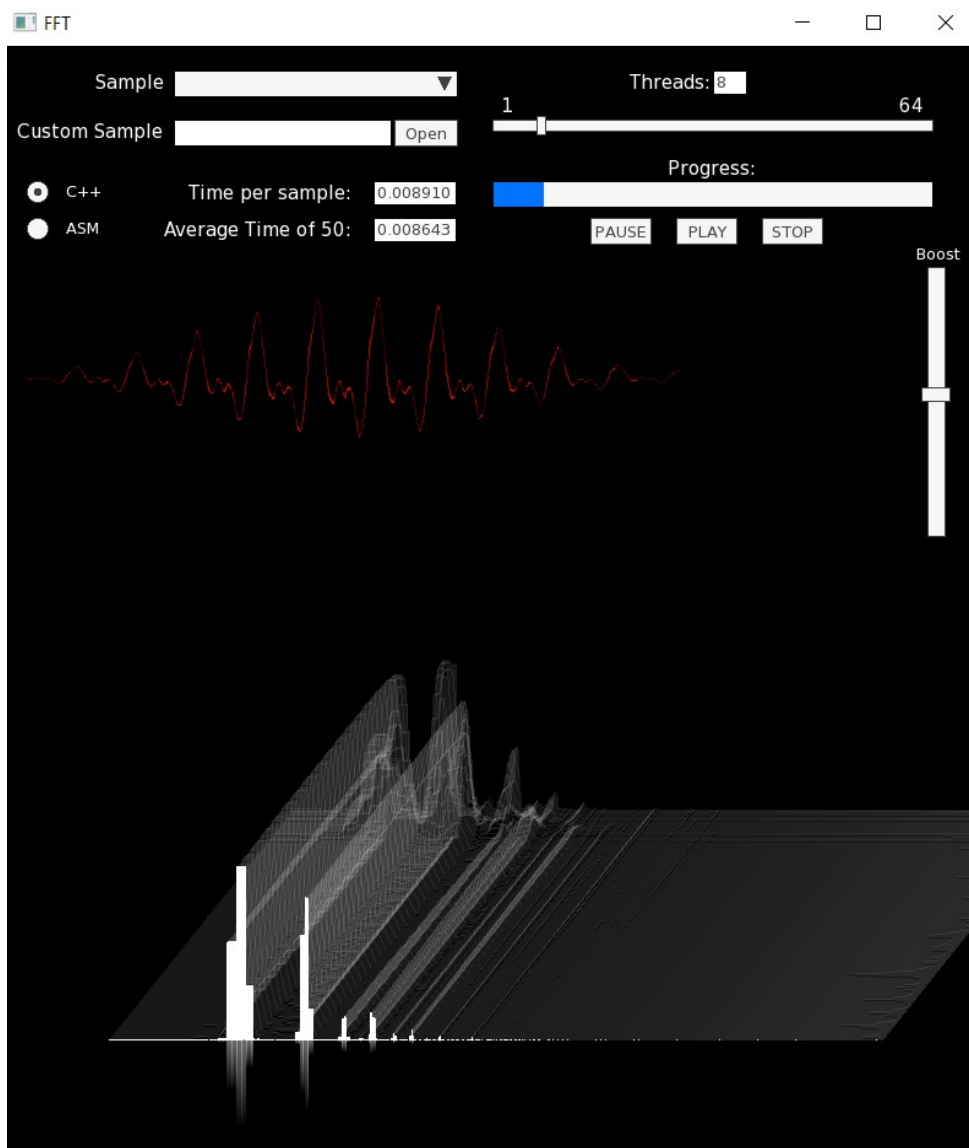 FFT
Sample
Threads: 8
1 64
Custom Sample Open
Progress:
C++ Time per sample: 0.008910
ASM Average Time of 50: 0.008643
PAUSE PLAY STOP
Boost